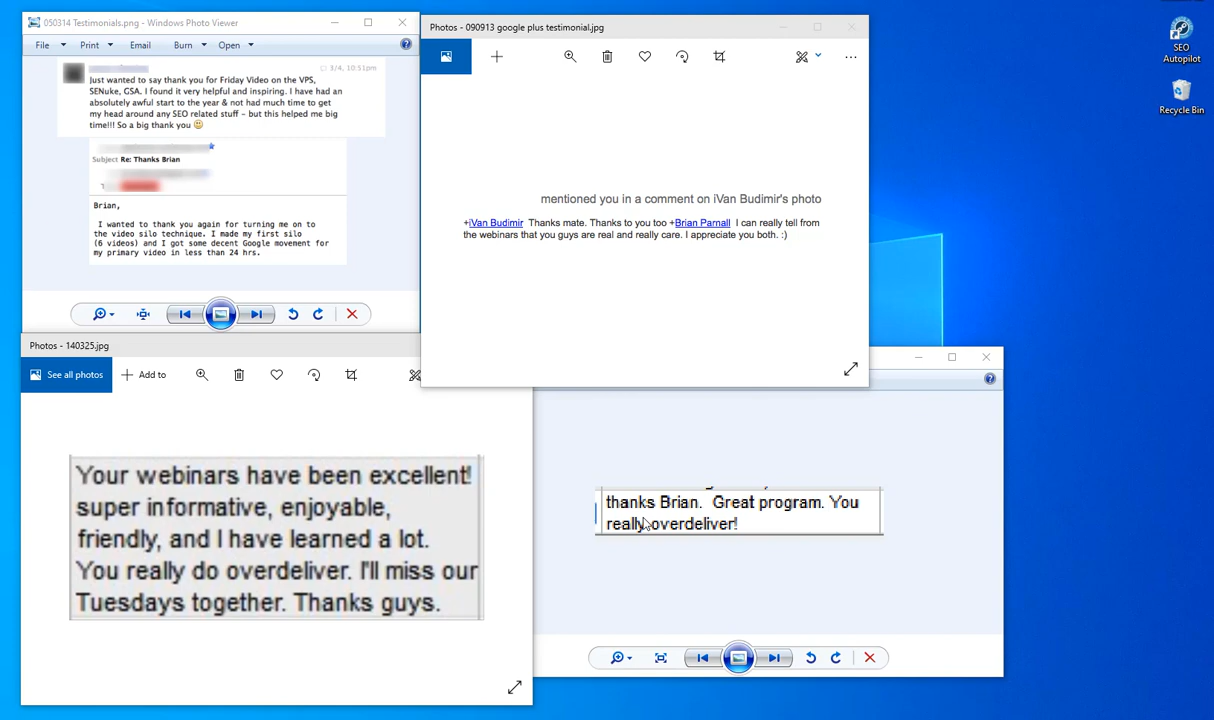 050314 Testimonials.png - Windows Photo Viewer
File Print Email Burn Open
3/4, 10:51pm
Just wanted to say thank you for Friday Video on the VPS,
SENuke, GSA. I found it very helpful and inspiring. I have had an
absolutely awful start to the year & not had much time to get
my head around any SEO related stuff - but this helped me big
time!!! So a big thank you
Subject Re: Thanks Brian
Brian,
I wanted to thank you again for turning me on to
the video silo technique. I made my first silo
(6 videos) and I got some decent Google movement for
my primary video in less than 24 hrs.
Photos - 090913 google plus testimonial.jpg
mentioned you in a comment on iVan Budimir's photo
+iVan Budimir Thanks mate. Thanks to you too +Brian Parnall I can really tell from
the webinars that you guys are real and really care. I appreciate you both. :)
SEO
Autopilot
Recycle Bin
Photos - 140325.jpg
See all photos Add to
Your webinars have been excellent!
super informative, enjoyable,
friendly, and I have learned a lot.
You really do overdeliver. I'll miss our
Tuesdays together. Thanks guys.
thanks Brian. Great program. You
really overdeliver!